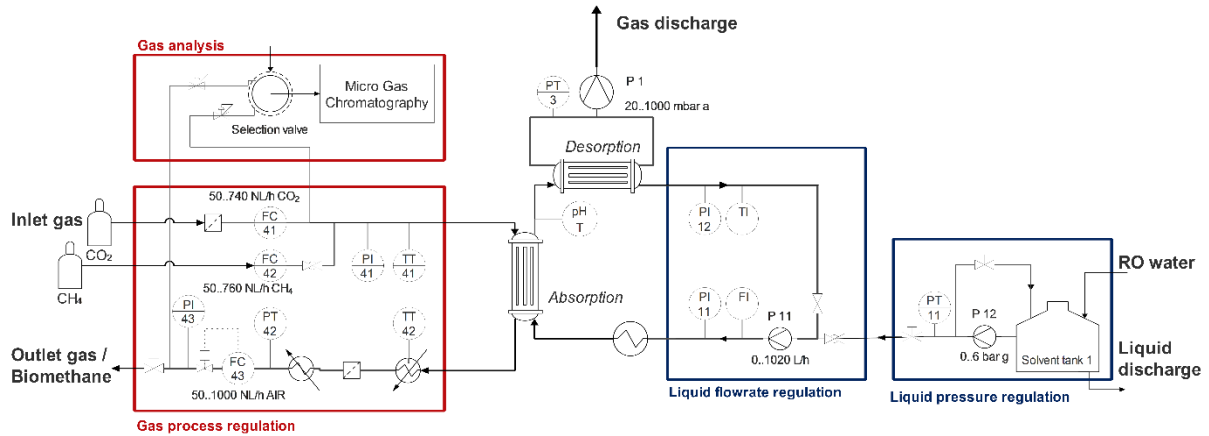 Gas discharge
Gas analysis
Micro Gas
Chromatography
Selection valve
PT
3
P 1
20..1000 mbar a
Desorption
50..740 NL/h CO₂
Inlet gas
CO₂
FC
41
CH₄
FC
42
50..760 NL/h CH₄
PI
41
TT
41
pH
T
PI
12
TI
Absorption
PI
43
PT
42
TT
42
PI
11
FI
P 11
0..1020 L/h
RO water
PT
11
P 12
0..6 bar g
Solvent tank 1
Outlet gas /
Biomethane
FC
43
50..1000 NL/h AIR
Liquid
discharge
Gas process regulation
Liquid flowrate regulation
Liquid pressure regulation